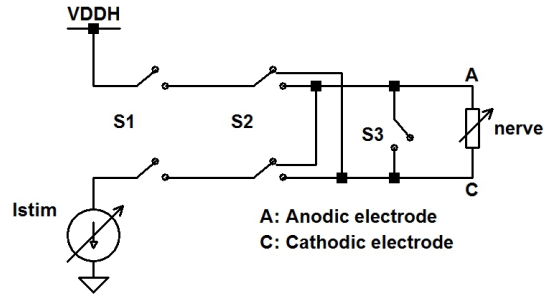 VDDH
A
S1
S2
S3
nerve
C
Istim
A: Anodic electrode
C: Cathodic electrode